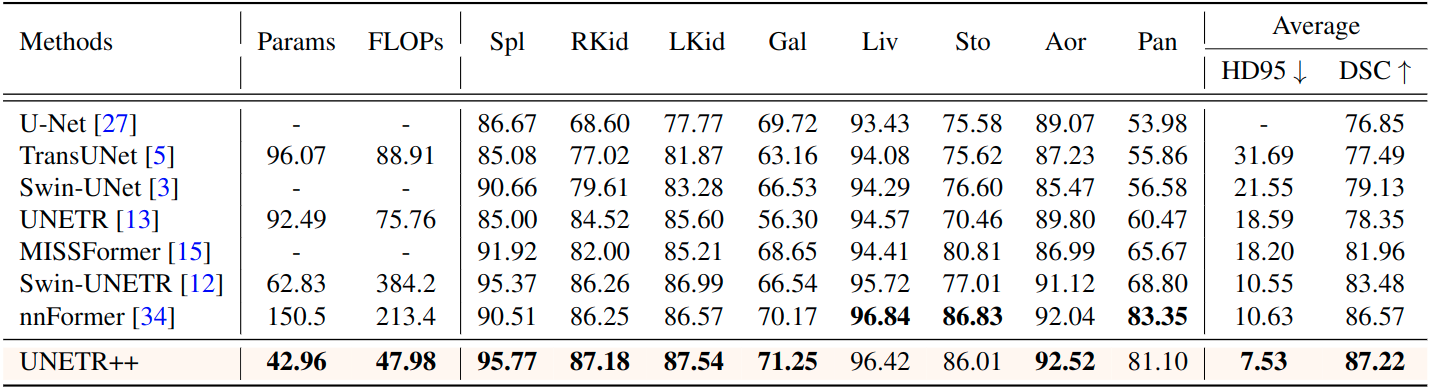 Methods Params FLOPs Spl RKid LKid Gal Liv Sto Aor Pan Average
HD95 ↓ DSC ↑
U-Net [27] - - 86.67 68.60 77.77 69.72 93.43 75.58 89.07 53.98 - 76.85
TransUNet [5] 96.07 88.91 85.08 77.02 81.87 63.16 94.08 75.62 87.23 55.86 31.69 77.49
Swin-UNet [3] - - 90.66 79.61 83.28 66.53 94.29 76.60 85.47 56.58 21.55 79.13
UNETR [13] 92.49 75.76 85.00 84.52 85.60 56.30 94.57 70.46 89.80 60.47 18.59 78.35
MISSFormer [15] - - 91.92 82.00 85.21 68.65 94.41 80.81 86.99 65.67 18.20 81.96
Swin-UNETR [12] 62.83 384.2 95.37 86.26 86.99 66.54 95.72 77.01 91.12 68.80 10.55 83.48
nnFormer [34] 150.5 213.4 90.51 86.25 86.57 70.17 96.84 86.83 92.04 83.35 10.63 86.57
UNETR++ 42.96 47.98 95.77 87.18 87.54 71.25 96.42 86.01 92.52 81.10 7.53 87.22